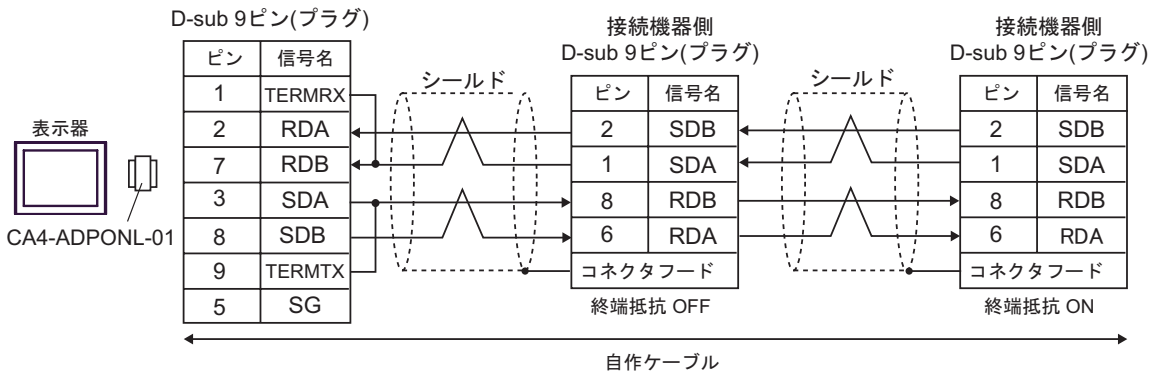 D-sub 9ピン(プラグ)
ピン 信号名
1 TERMRX
2 RDA
7 RDB
3 SDA
8 SDB
9 TERMTX
5 SG
表示器
CA4-ADPONL-01
シールド
接続機器側
D-sub 9ピン(プラグ)
ピン 信号名
2 SDB
1 SDA
8 RDB
6 RDA
コネクタフード
終端抵抗 OFF
シールド
接続機器側
D-sub 9ピン(プラグ)
ピン 信号名
2 SDB
1 SDA
8 RDB
6 RDA
コネクタフード
終端抵抗 ON
自作ケーブル